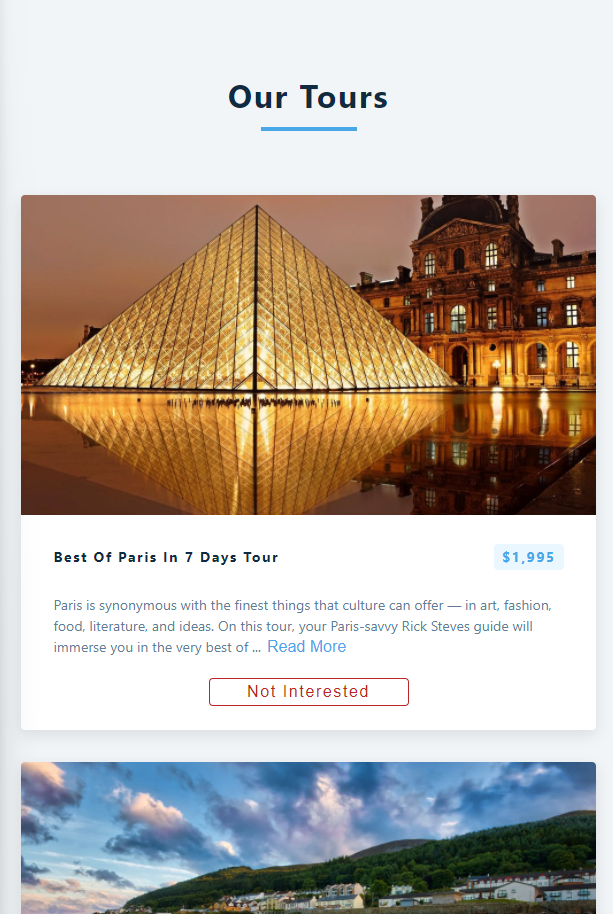 Our Tours
Best Of Paris In 7 Days Tour $1,995
Paris is synonymous with the finest things that culture can offer — in art, fashion,
food, literature, and ideas. On this tour, your Paris-savvy Rick Steves guide will
immerse you in the very best of ... Read More
Not Interested